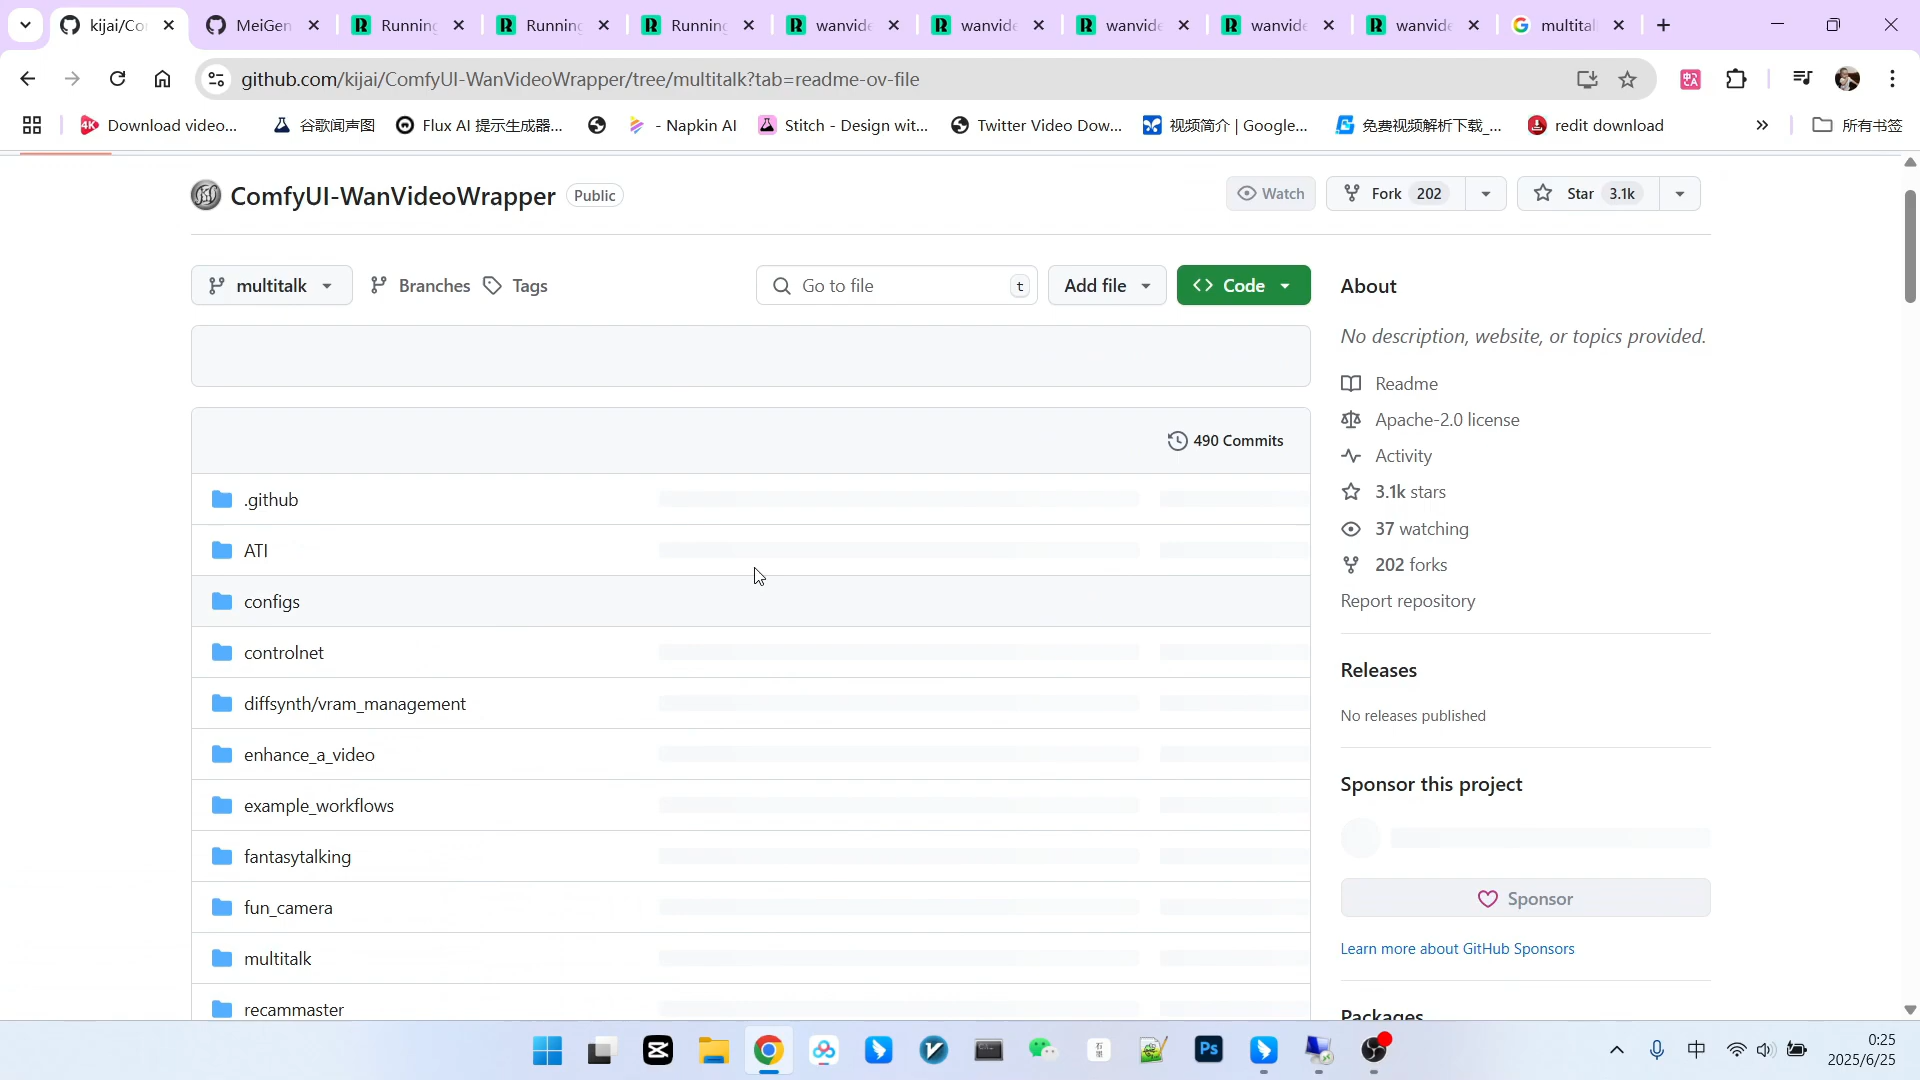 kijai/Co
MeiGen
Running
Running
Running
wanvide
wanvide
wanvide
wanvide
wanvide
multital
github.com/kijai/ComfyUI-WanVideoWrapper/tree/multitalk?tab=readme-ov-file
4K
Download video...
谷歌闻声图
Flux AI 提示生成器...
- Napkin AI
Stitch - Design wit...
Twitter Video Dow...
视频简介 | Google...
免费视频解析下载_...
redit download
所有书签
ComfyUI-WanVideoWrapper
Public
Watch
Fork 202
Star 3.1k
multitalk
Branches
Tags
Go to file
t
Add file
Code
About
No description, website, or topics provided.
Readme
Apache-2.0 license
Activity
3.1k stars
37 watching
202 forks
Report repository
490 Commits
.github
ATI
configs
controlnet
diffsynth/vram_management
enhance_a_video
example_workflows
fantasytalking
fun_camera
multitalk
recammaster
Releases
No releases published
Sponsor this project
Sponsor
Learn more about GitHub Sponsors
Packages
Ps
中
0:25
2025/6/25